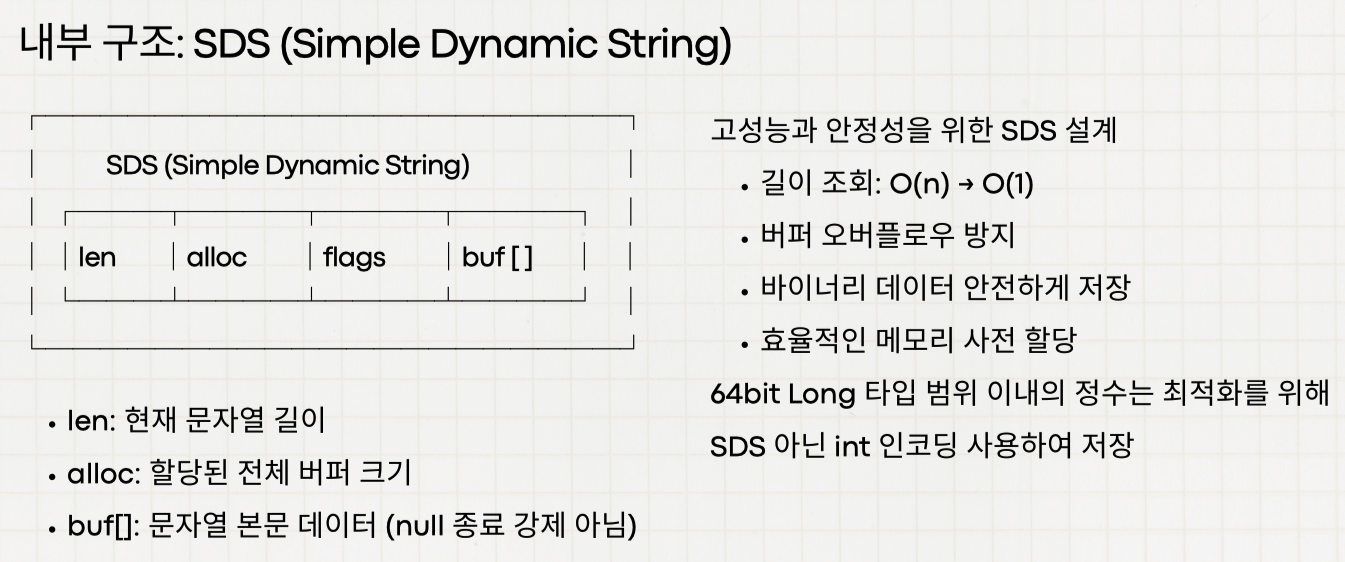 내부 구조: SDS (Simple Dynamic String)
SDS (Simple Dynamic String)
len alloc flags buf [ ]
• len: 현재 문자열 길이
• alloc: 할당된 전체 버퍼 크기
• buf[]: 문자열 본문 데이터 (null 종료 강제 아님)
고성능과 안정성을 위한 SDS 설계
• 길이 조회: O(n) → O(1)
• 버퍼 오버플로우 방지
• 바이너리 데이터 안전하게 저장
• 효율적인 메모리 사전 할당
64bit Long 타입 범위 이내의 정수는 최적화를 위해
SDS 아닌 int 인코딩 사용하여 저장